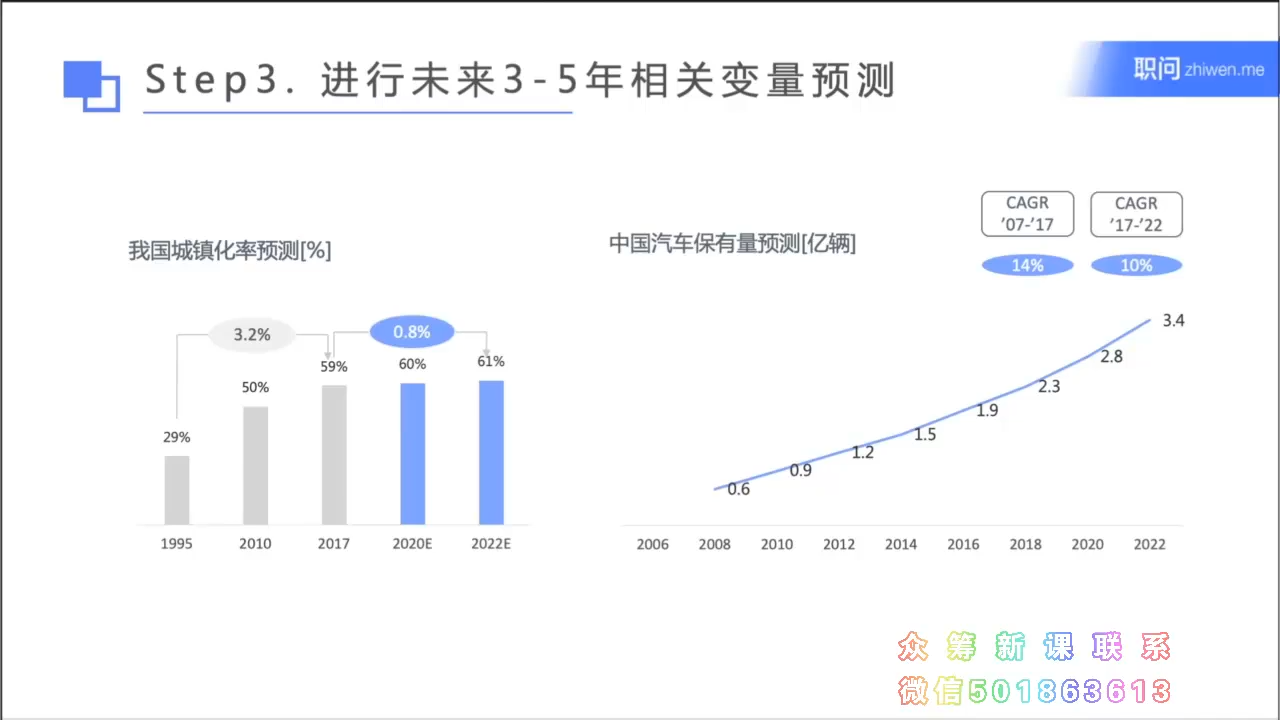 Step3. 进行未来3-5年相关变量预测
职问 zhiwen.me
我国城镇化率预测[%]
3.2%
0.8%
29%
50%
59%
60%
61%
1995 2010 2017 2020E 2022E
中国汽车保有量预测[亿辆]
CAGR
’07-’17
CAGR
’17-’22
14%
10%
0.6
0.9
1.2
1.5
1.9
2.3
2.8
3.4
2006 2008 2010 2012 2014 2016 2018 2020 2022
众筹新课联系
微信501863613